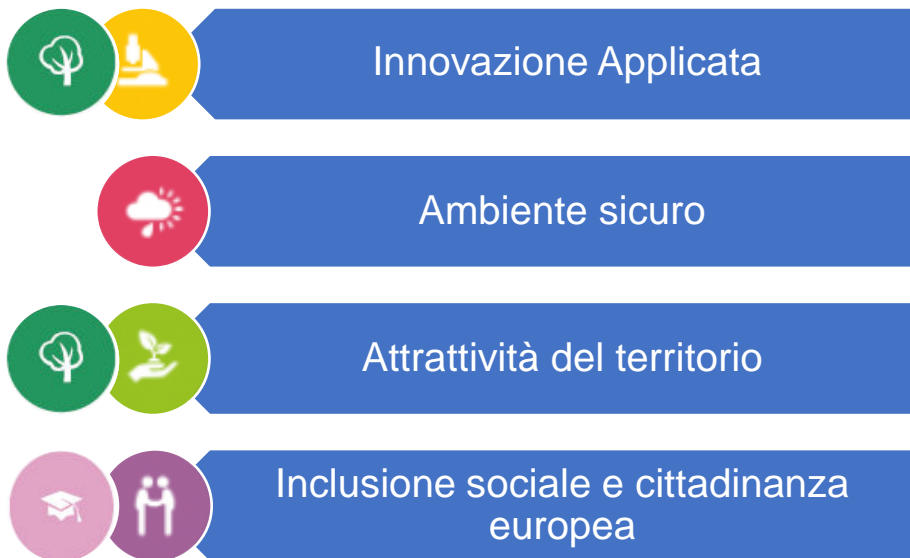 Innovazione Applicata
Ambiente sicuro
Attrattività del territorio
Inclusione sociale e cittadinanza
europea